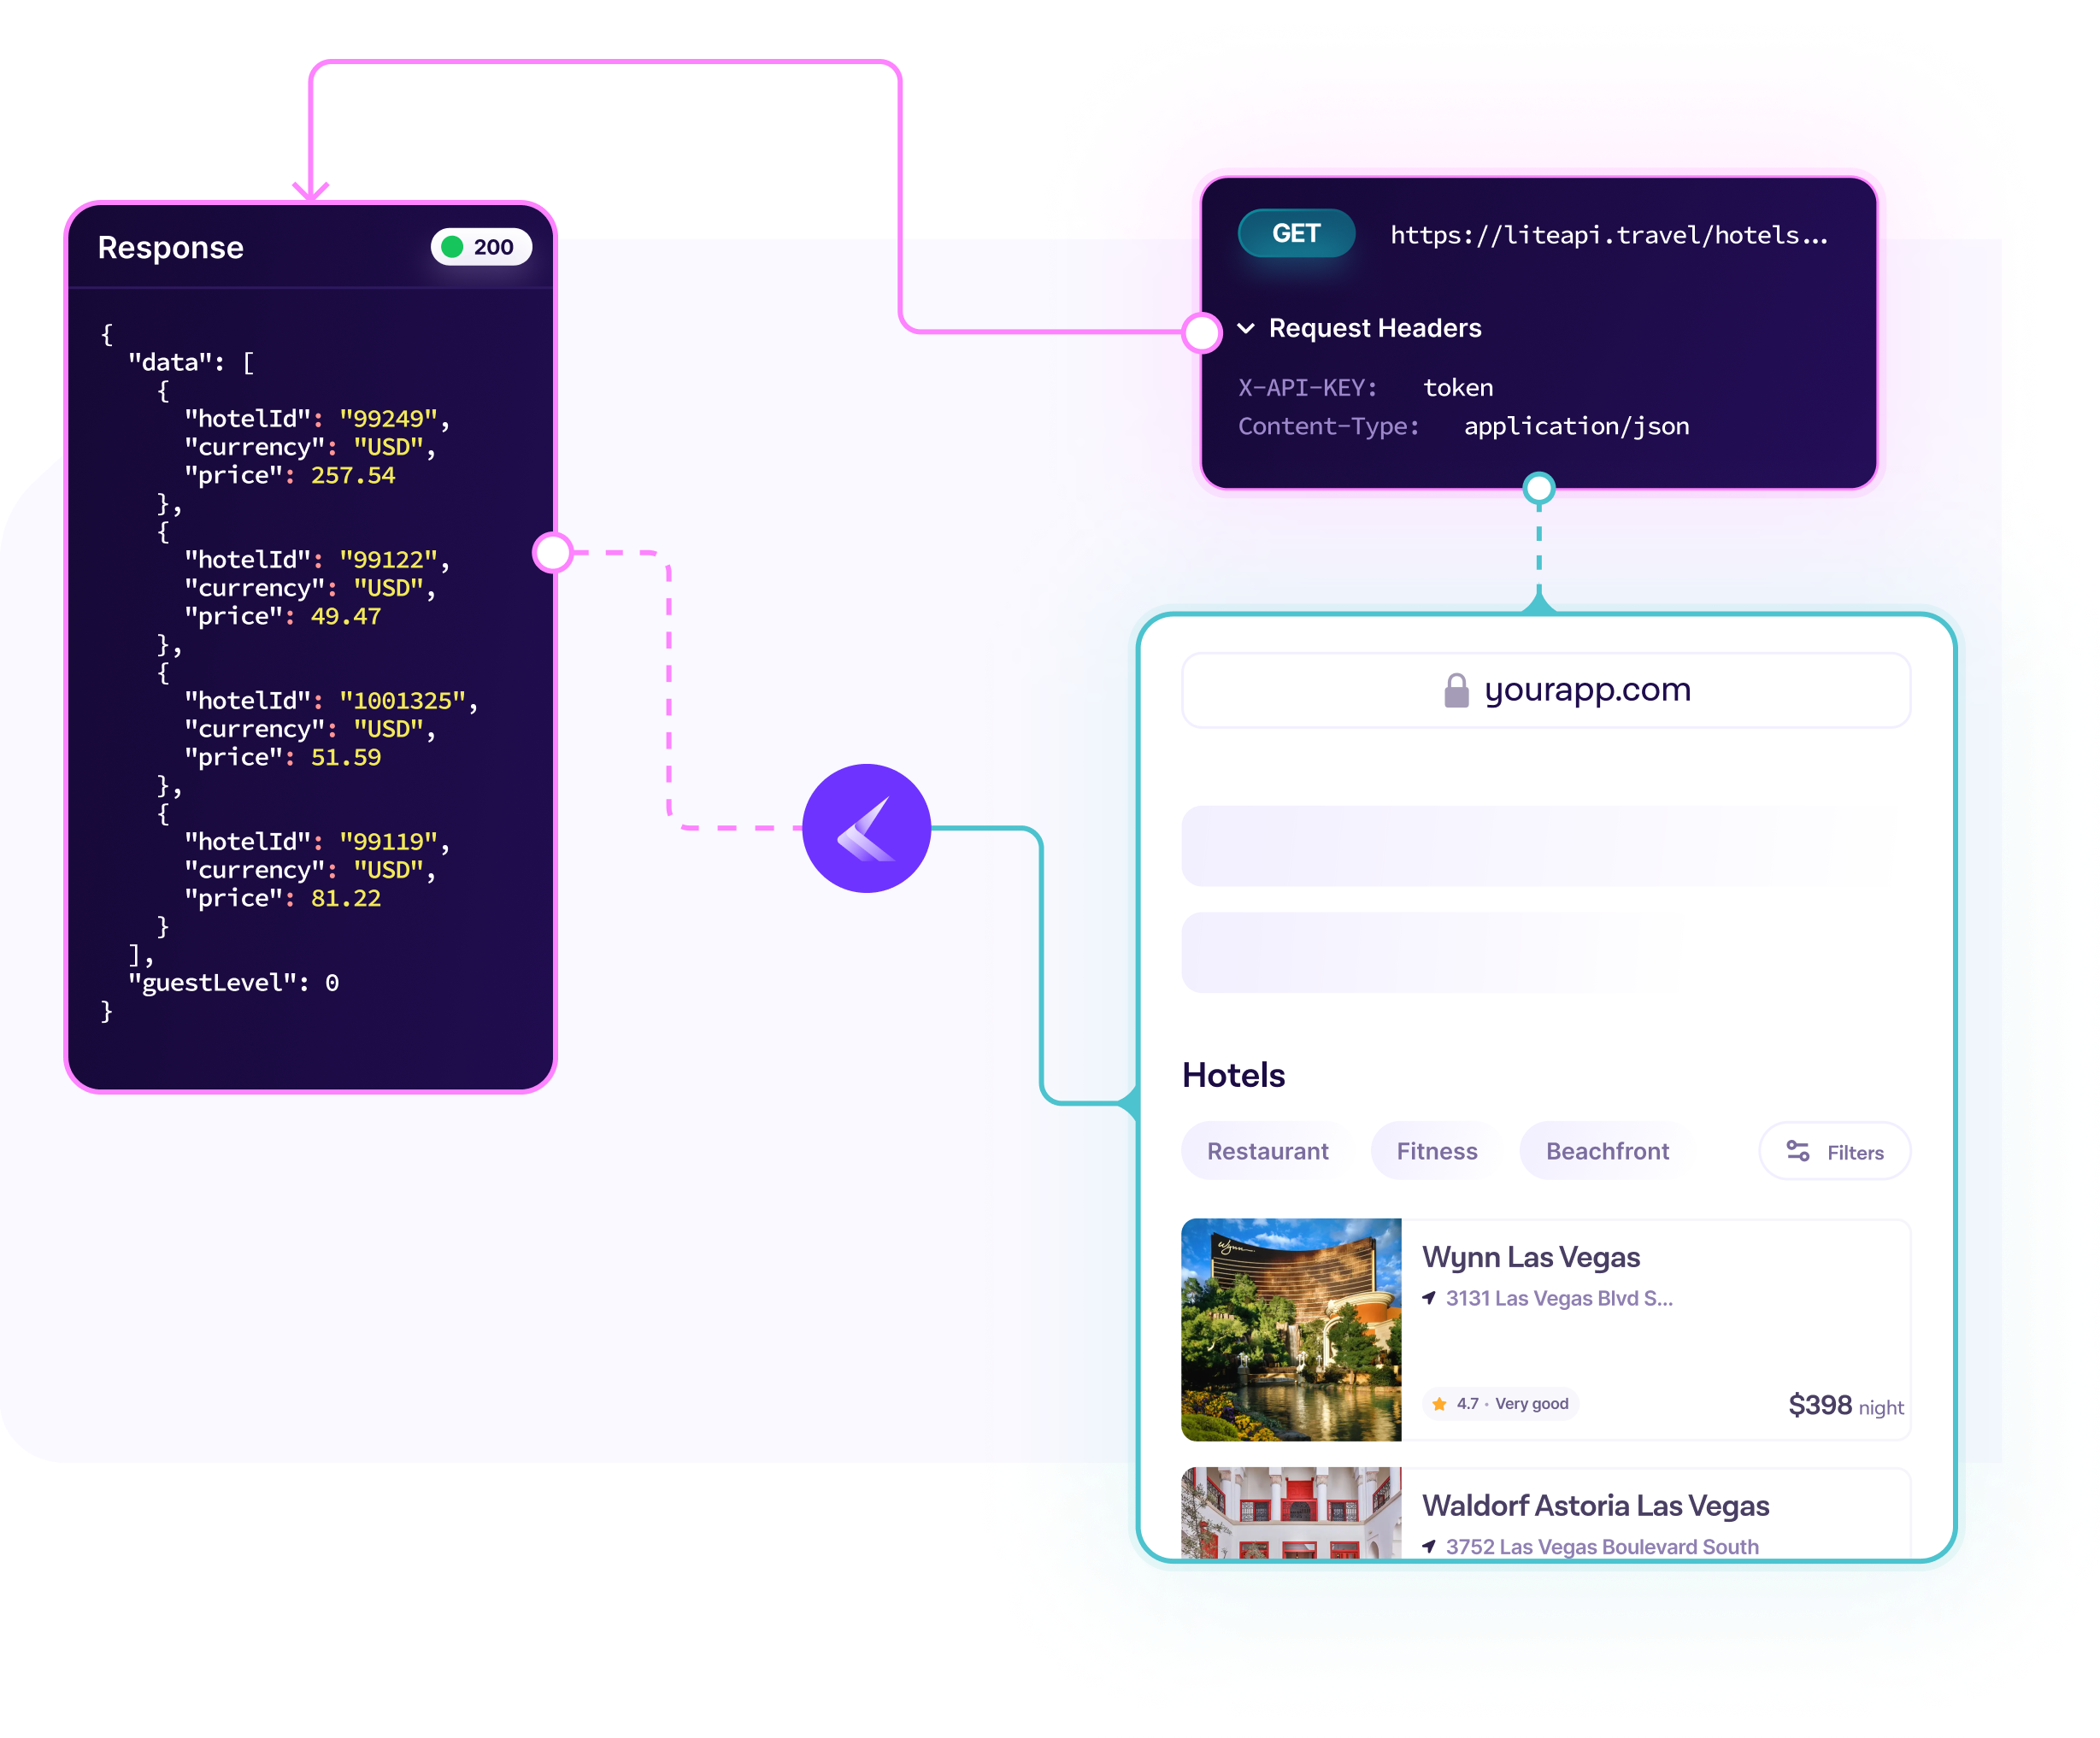 Response
200
{
"data": [
{
"hotelId": "99249",
"currency": "USD",
"price": 257.54
},
{
"hotelId": "99122",
"currency": "USD",
"price": 49.47
},
{
"hotelId": "1001325",
"currency": "USD",
"price": 51.59
},
{
"hotelId": "99119",
"currency": "USD",
"price": 81.22
}
],
"guestLevel": 0
}
GET https://liteapi.travel/hotels...
Request Headers
X-API-KEY: token
Content-Type: application/json
yourapp.com
Hotels
Restaurant Fitness Beachfront Filters
Wynn
Wynn Las Vegas
3131 Las Vegas Blvd S...
4.7 • Very good
$398 night
Waldorf Astoria Las Vegas
3752 Las Vegas Boulevard South